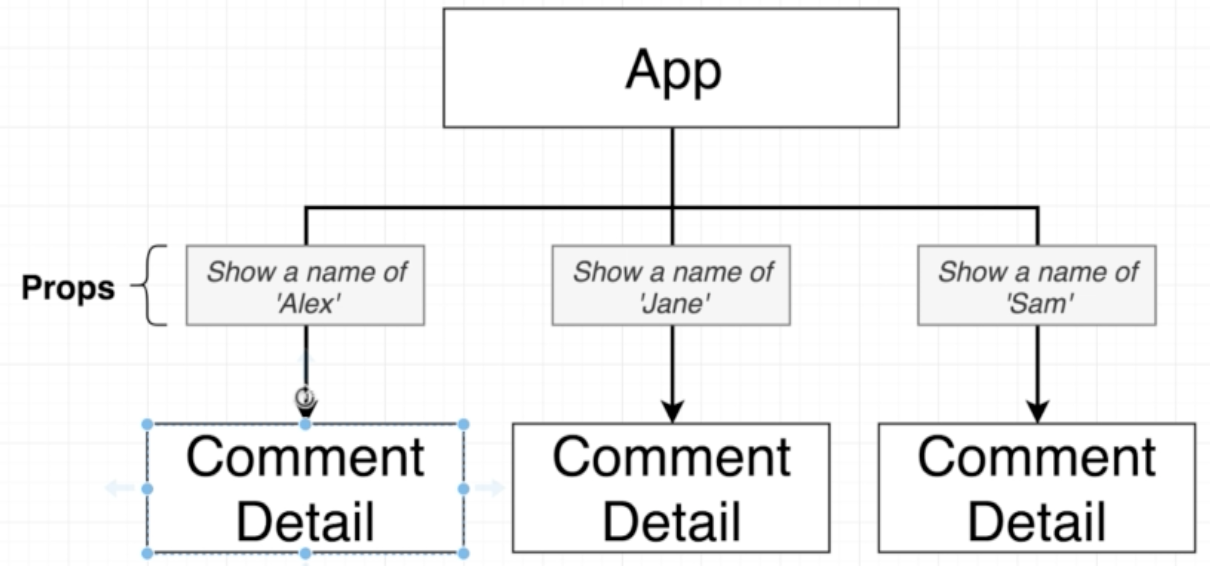 App
Props
Show a name of
'Alex'
Show a name of
'Jane'
Show a name of
'Sam'
Comment
Detail
Comment
Detail
Comment
Detail